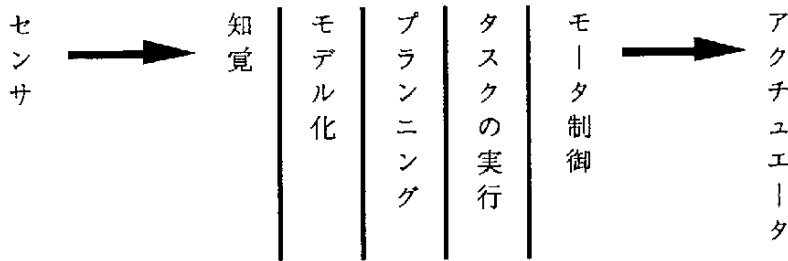 センサ
知覚
モデル化
プランニング
タスクの実行
モータ制御
アクチュエータ